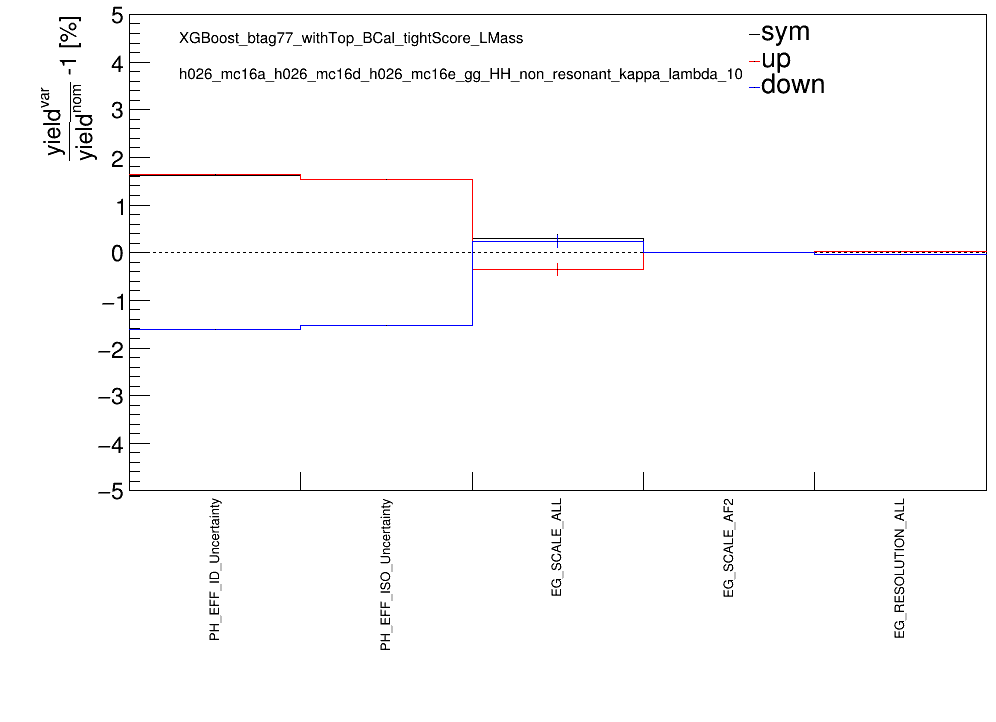 yield^var / yield^nom -1 [%]
5
4
3
2
1
0
−1
−2
−3
−4
−5
XGBoost_btag77_withTop_BCal_tightScore_LMass
h026_mc16a_h026_mc16d_h026_mc16e_gg_HH_non_resonant_kappa_lambda_10
sym
up
down
PH_EFF_ID_Uncertainty
PH_EFF_ISO_Uncertainty
EG_SCALE_ALL
EG_SCALE_AF2
EG_RESOLUTION_ALL